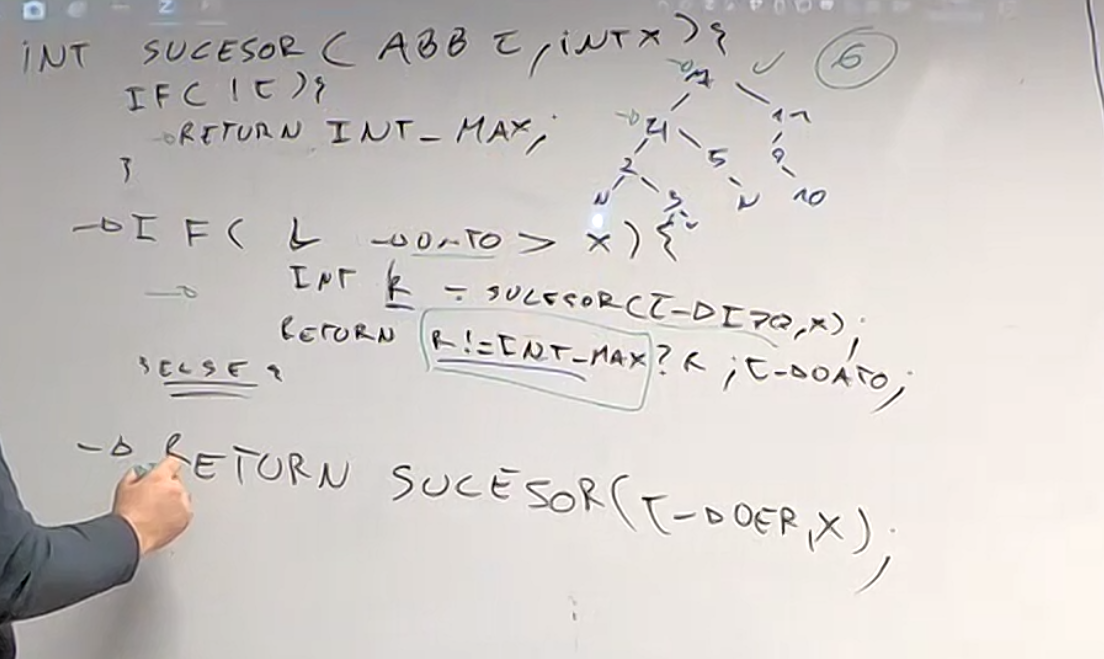 INT SUCESOR ( ABB T, INT X ) {
IF( !T ){
RETURN INT_MAX;
}
IF( T →DATO > X ) {
INT R = SUCESOR(T→IZQ,X);
RETURN R!=INT_MAX? R ; T→DATO;
}ELSE{
→ RETURN SUCESOR(T→DER,X);
6
7
4 11
2 5 9
N 3 N 10